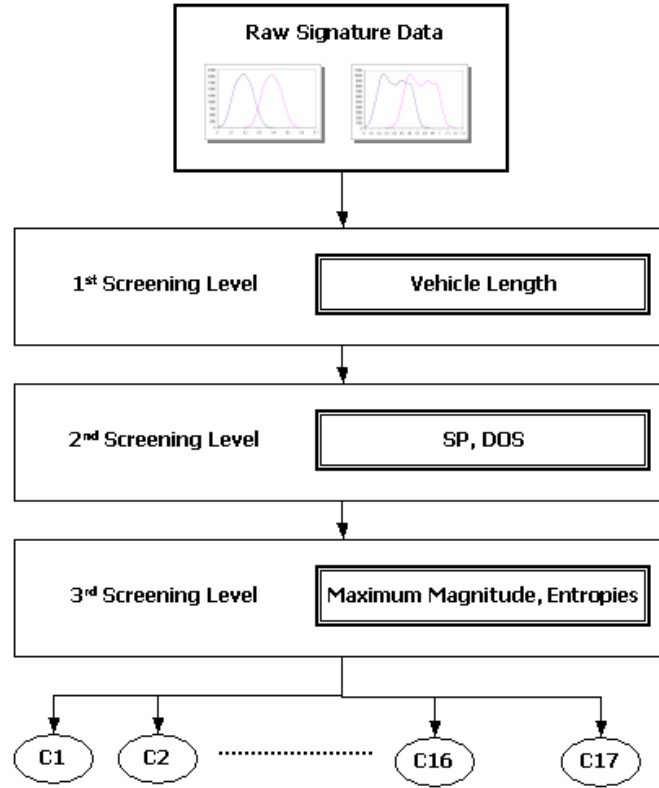 Raw Signature Data
1st Screening Level
Vehicle Length
2nd Screening Level
SP, DOS
3rd Screening Level
Maximum Magnitude, Entropies
C1
C2
C16
C17